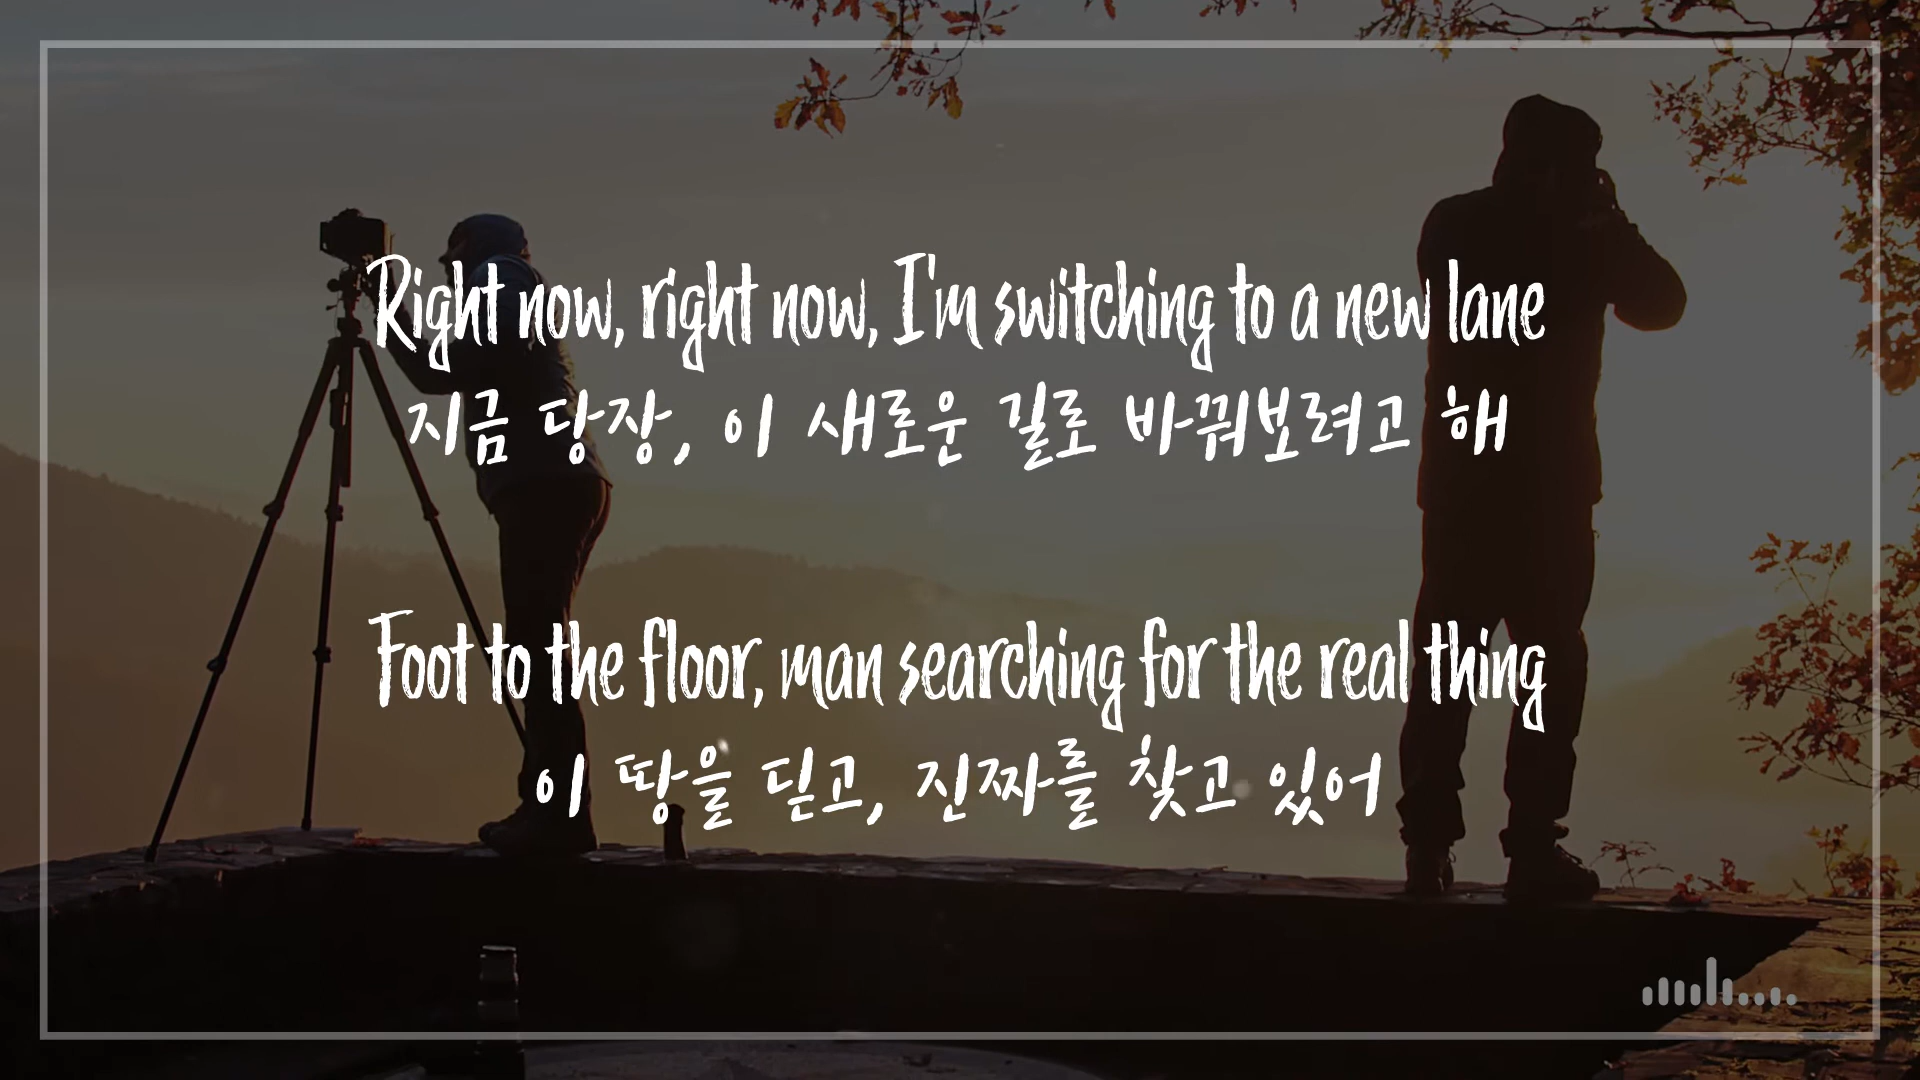 Right now, right now, I'm switching to a new lane
지금 당장, 이 새로운 길로 바꿔보려고 해
Foot to the floor, man searching for the real thing
이 땅을 딛고, 진짜를 찾고 있어